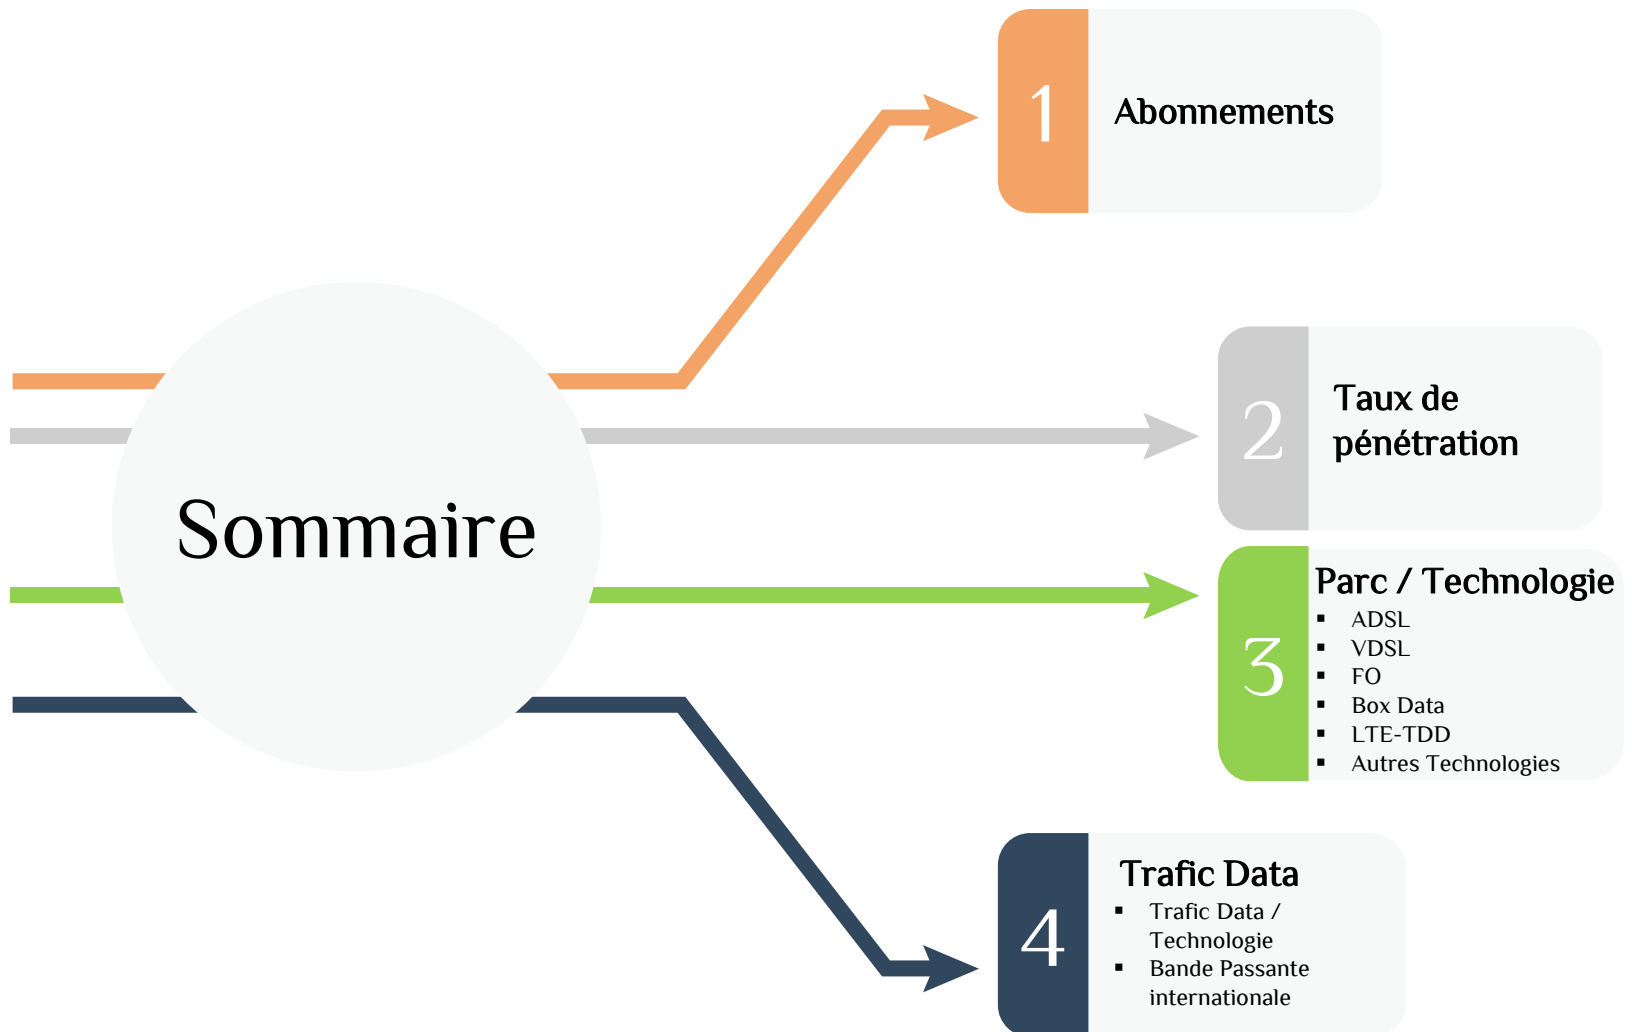 Sommaire
1
Abonnements
2
Taux de
pénétration
3
Parc / Technologie
▪ ADSL
▪ VDSL
▪ FO
▪ Box Data
▪ LTE-TDD
▪ Autres Technologies
4
Trafic Data
▪ Trafic Data /
Technologie
▪ Bande Passante
internationale